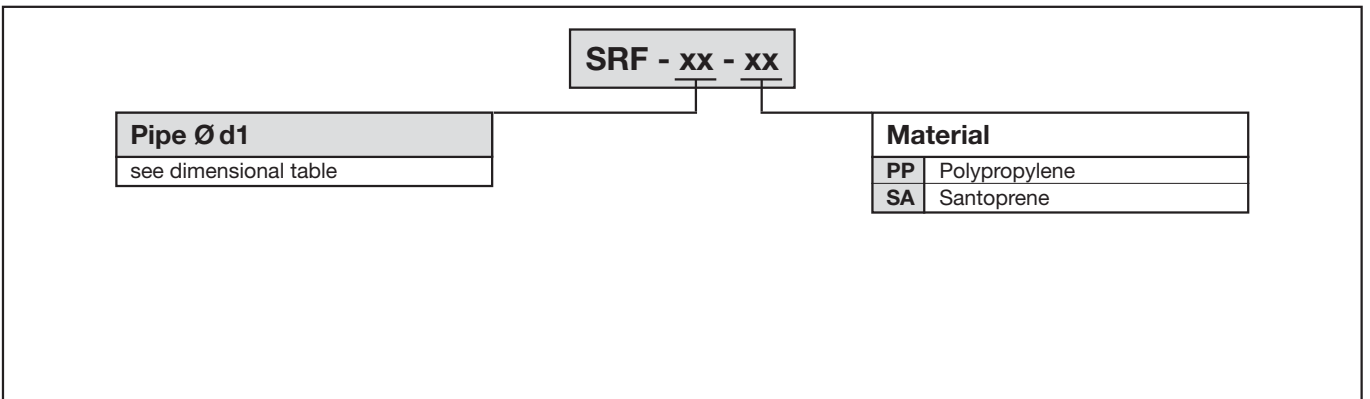 SRF - xx - xx
Pipe Ø d1
see dimensional table
Material
PP Polypropylene
SA Santoprene